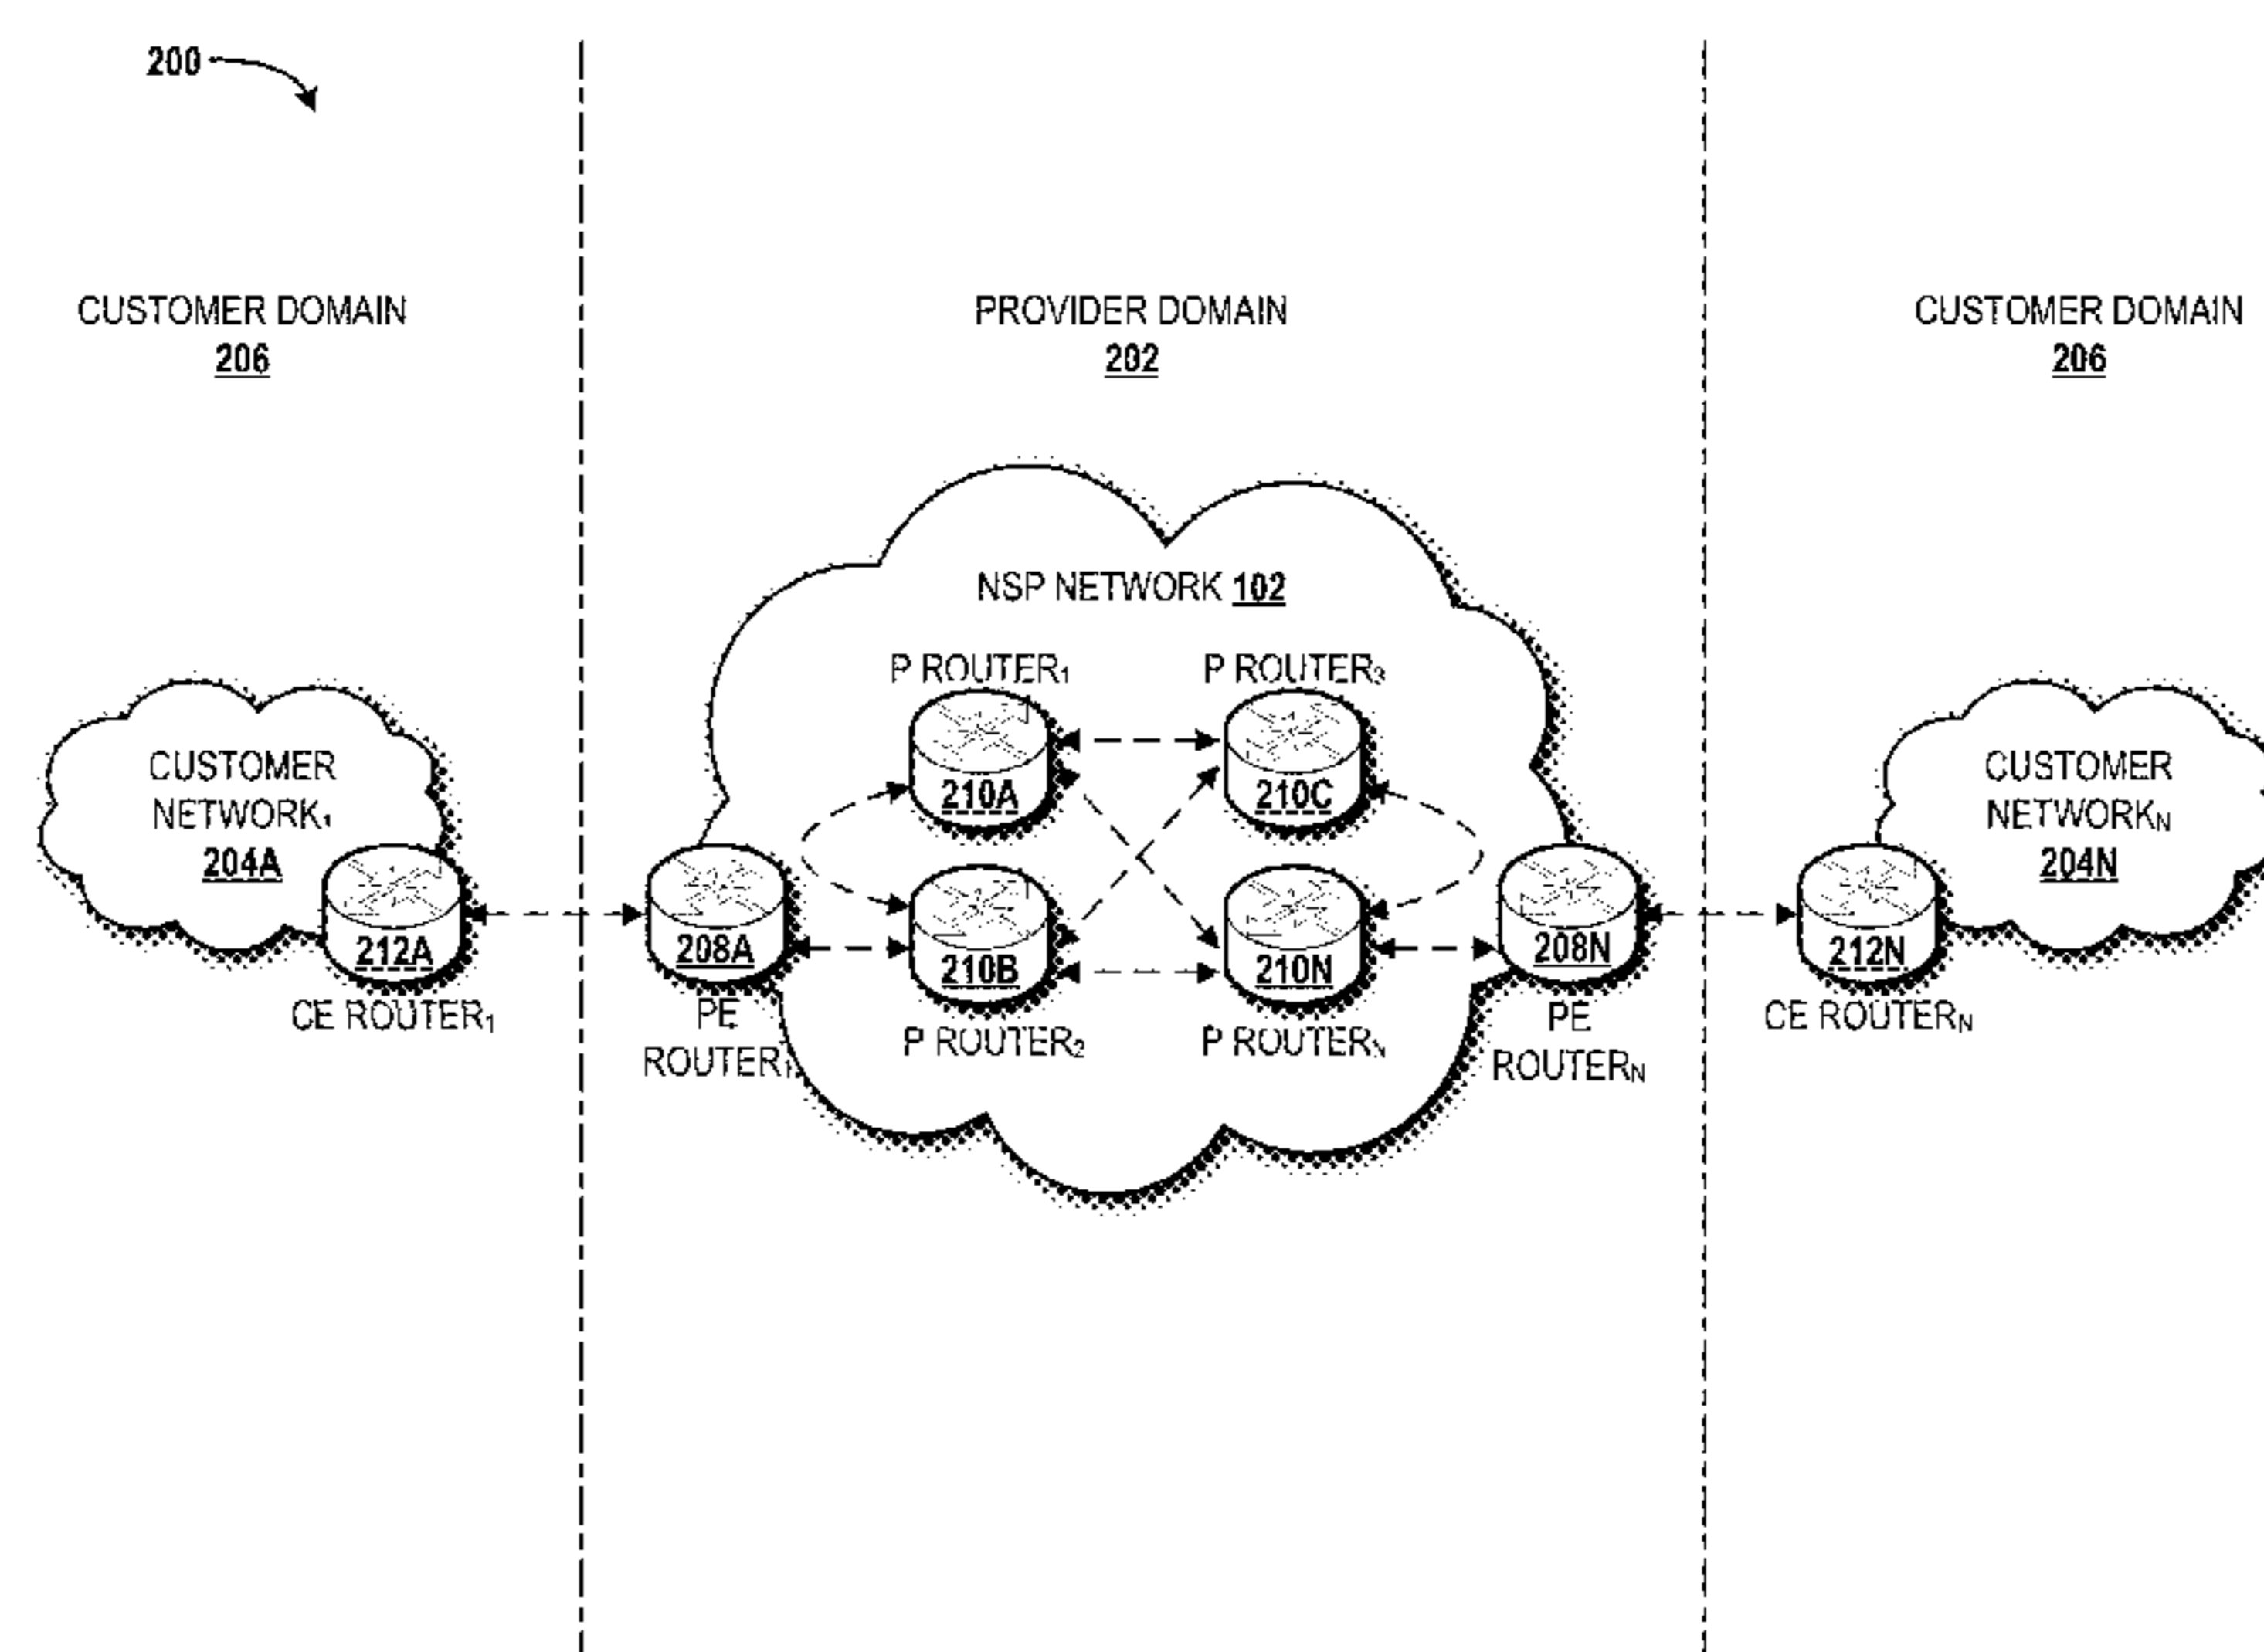 200
CUSTOMER DOMAIN
206
PROVIDER DOMAIN
202
CUSTOMER DOMAIN
206
NSP NETWORK 102
P ROUTER₁
P ROUTER₃
210A
210C
CUSTOMER
NETWORK₁
204A
CUSTOMER
NETWORKN
204N
212A
208A
210B
210N
208N
212N
CE ROUTER₁
PE
ROUTER₁
P ROUTER₂
P ROUTERN
PE
ROUTERN
CE ROUTERN